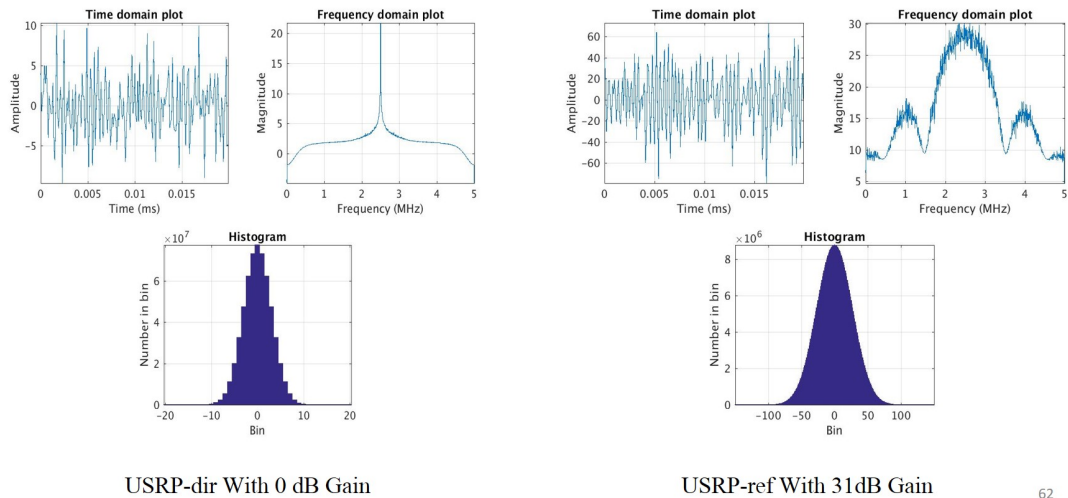 Time domain plot
10
5
0
-5
Amplitude
0 0.005 0.01 0.015
Time (ms)
Frequency domain plot
20
15
10
5
0
Magnitude
0 1 2 3 4 5
Frequency (MHz)
×10⁷
Histogram
6
4
2
0
Number in bin
-20 -10 0 10 20
Bin
USRP-dir With 0 dB Gain
Time domain plot
60
40
20
0
-20
-40
-60
Amplitude
0 0.005 0.01 0.015
Time (ms)
Frequency domain plot
30
25
20
15
10
5
Magnitude
0 1 2 3 4 5
Frequency (MHz)
×10⁶
Histogram
8
6
4
2
0
Number in bin
-100 -50 0 50 100
Bin
USRP-ref With 31dB Gain
62